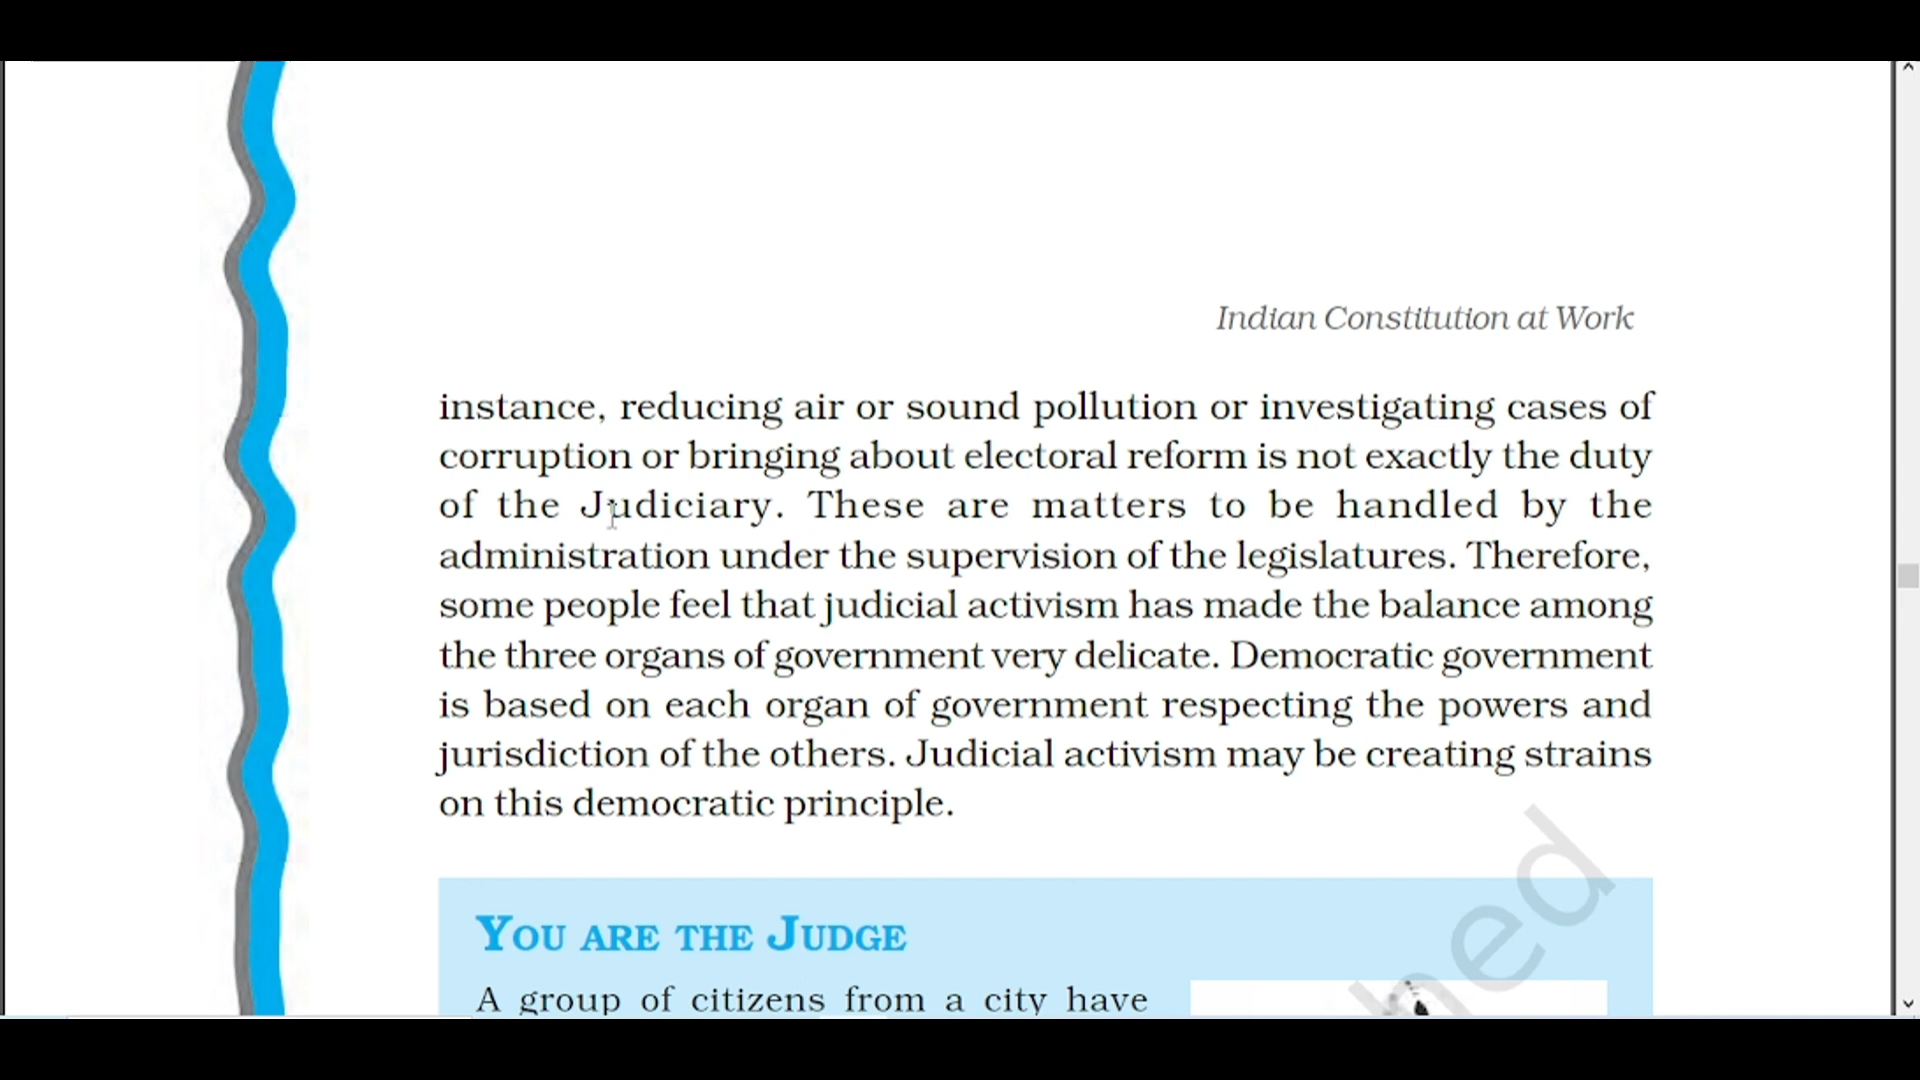 Indian Constitution at Work
instance, reducing air or sound pollution or investigating cases of
corruption or bringing about electoral reform is not exactly the duty
of the Judiciary. These are matters to be handled by the
administration under the supervision of the legislatures. Therefore,
some people feel that judicial activism has made the balance among
the three organs of government very delicate. Democratic government
is based on each organ of government respecting the powers and
jurisdiction of the others. Judicial activism may be creating strains
on this democratic principle.
YOU ARE THE JUDGE
A group of citizens from a city have